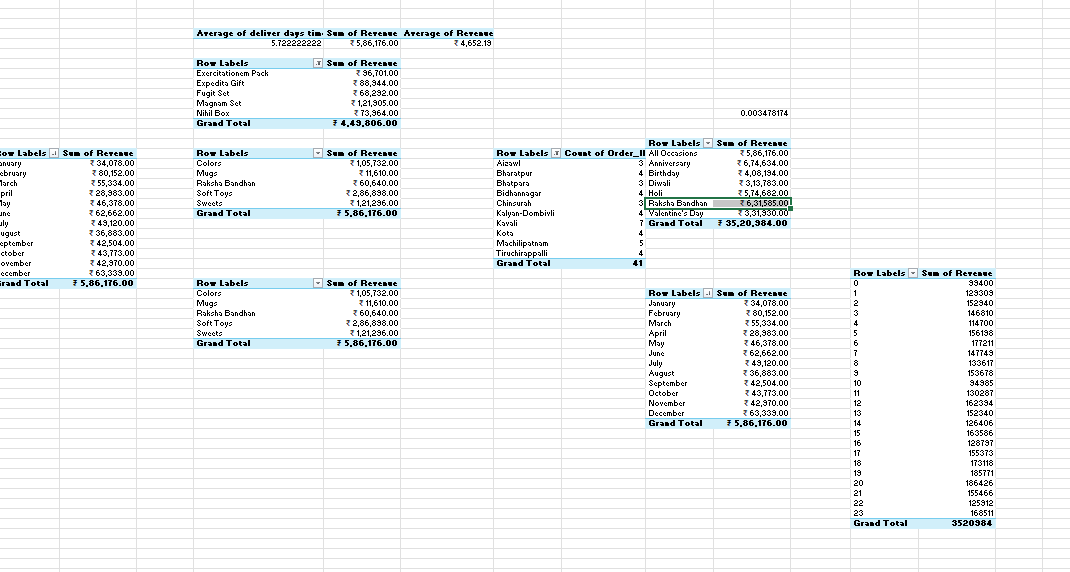 Average of deliver days tim Sum of Revenue Average of Revenue
5.722222222 ₹ 5,86,176.00 ₹ 4,652.19
Row Labels Sum of Revenue
Exercitationem Pack ₹ 96,701.00
Expedita Gift ₹ 88,944.00
Fugit Set ₹ 68,292.00
Magnam Set ₹ 1,21,905.00
Nihil Box ₹ 73,964.00
Grand Total ₹ 4,49,806.00
0.003478174
ow Labels Sum of Revenue
anuary ₹ 34,078.00
ebruary ₹ 80,152.00
arch ₹ 55,334.00
pril ₹ 28,983.00
ay ₹ 46,378.00
une ₹ 62,662.00
uly ₹ 49,120.00
ugust ₹ 36,883.00
eptember ₹ 42,504.00
ctober ₹ 43,773.00
ovember ₹ 42,970.00
ecember ₹ 63,339.00
rand Total ₹ 5,86,176.00
Row Labels Sum of Revenue
Colors ₹ 1,05,732.00
Mugs ₹ 11,610.00
Raksha Bandhan ₹ 60,640.00
Soft Toys ₹ 2,86,898.00
Sweets ₹ 1,21,296.00
Grand Total ₹ 5,86,176.00
Row Labels Sum of Revenue
Colors ₹ 1,05,732.00
Mugs ₹ 11,610.00
Raksha Bandhan ₹ 60,640.00
Soft Toys ₹ 2,86,898.00
Sweets ₹ 1,21,296.00
Grand Total ₹ 5,86,176.00
Row Labels Count of Order_I
Aizawl 3
Bharatpur 4
Bhatpara 3
Bidhannagar 4
Chinsurah 3
Kalyan-Dombivli 4
Kavali 7
Kota 4
Machilipatnam 5
Tiruchirappalli 4
Grand Total 41
Row Labels Sum of Revenue
All Occasions ₹ 5,86,176.00
Anniversary ₹ 6,74,634.00
Birthday ₹ 4,08,194.00
Diwali ₹ 3,13,783.00
Holi ₹ 5,74,682.00
Raksha Bandhan ₹ 6,31,585.00
Valentine's Day ₹ 3,31,930.00
Grand Total ₹ 35,20,984.00
Row Labels Sum of Revenue
January ₹ 34,078.00
February ₹ 80,152.00
March ₹ 55,334.00
April ₹ 28,983.00
May ₹ 46,378.00
June ₹ 62,662.00
July ₹ 49,120.00
August ₹ 36,883.00
September ₹ 42,504.00
October ₹ 43,773.00
November ₹ 42,970.00
December ₹ 63,339.00
Grand Total ₹ 5,86,176.00
Row Labels Sum of Revenue
0 99400
1 129309
2 152940
3 146810
4 114700
5 156198
6 177211
7 147749
8 133617
9 153678
10 94985
11 130287
12 162394
13 152340
14 126406
15 163586
16 128797
17 155373
18 173118
19 185771
20 186426
21 155466
22 125912
23 168511
Grand Total 3520984